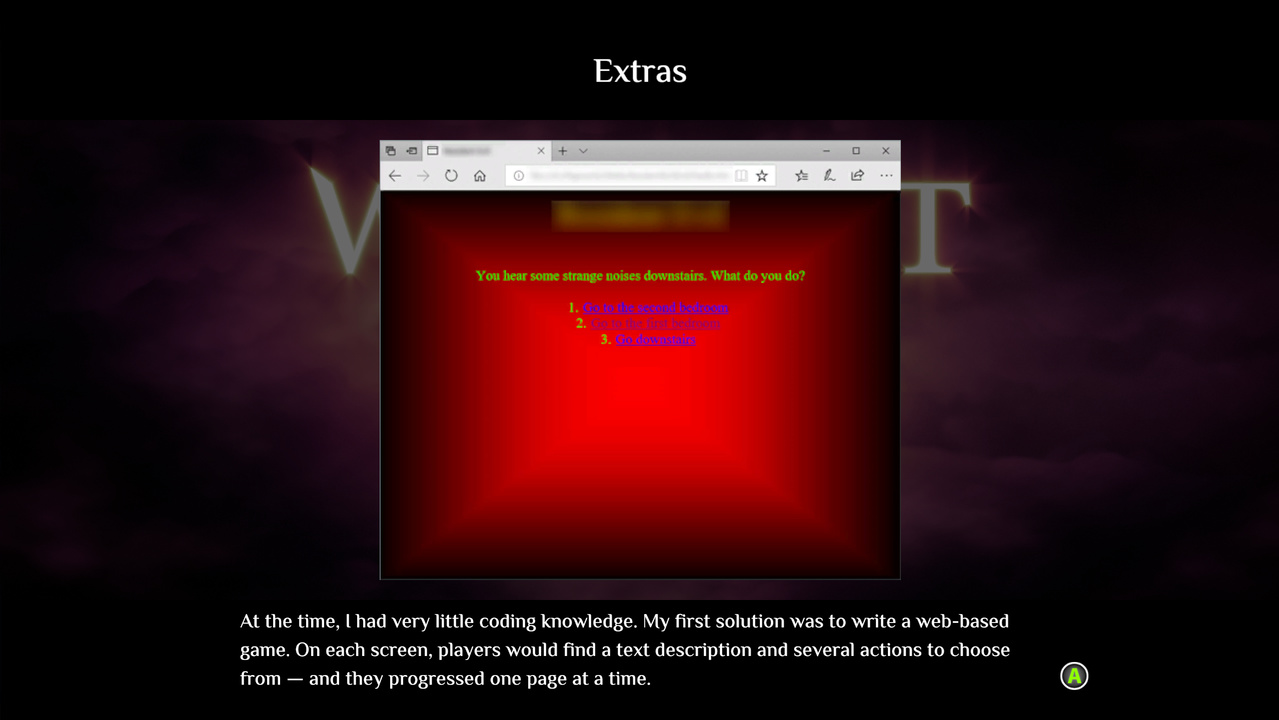 Extras
W T
You hear some strange noises downstairs. What do you do?
1. Go to the second bedroom
2. Go to the first bedroom
3. Go downstairs
At the time, I had very little coding knowledge. My first solution was to write a web-based
game. On each screen, players would find a text description and several actions to choose
from — and they progressed one page at a time.
A